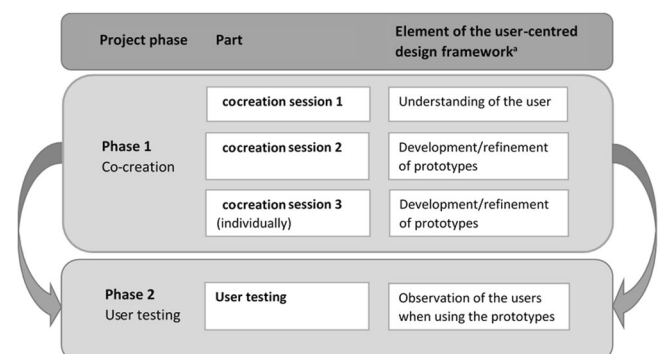 Project phase
Part
Element of the user-centred
design frameworkᵃ
Phase 1
Co-creation
cocreation session 1
Understanding of the user
cocreation session 2
Development/refinement
of prototypes
cocreation session 3
(individually)
Development/refinement
of prototypes
Phase 2
User testing
User testing
Observation of the users
when using the prototypes